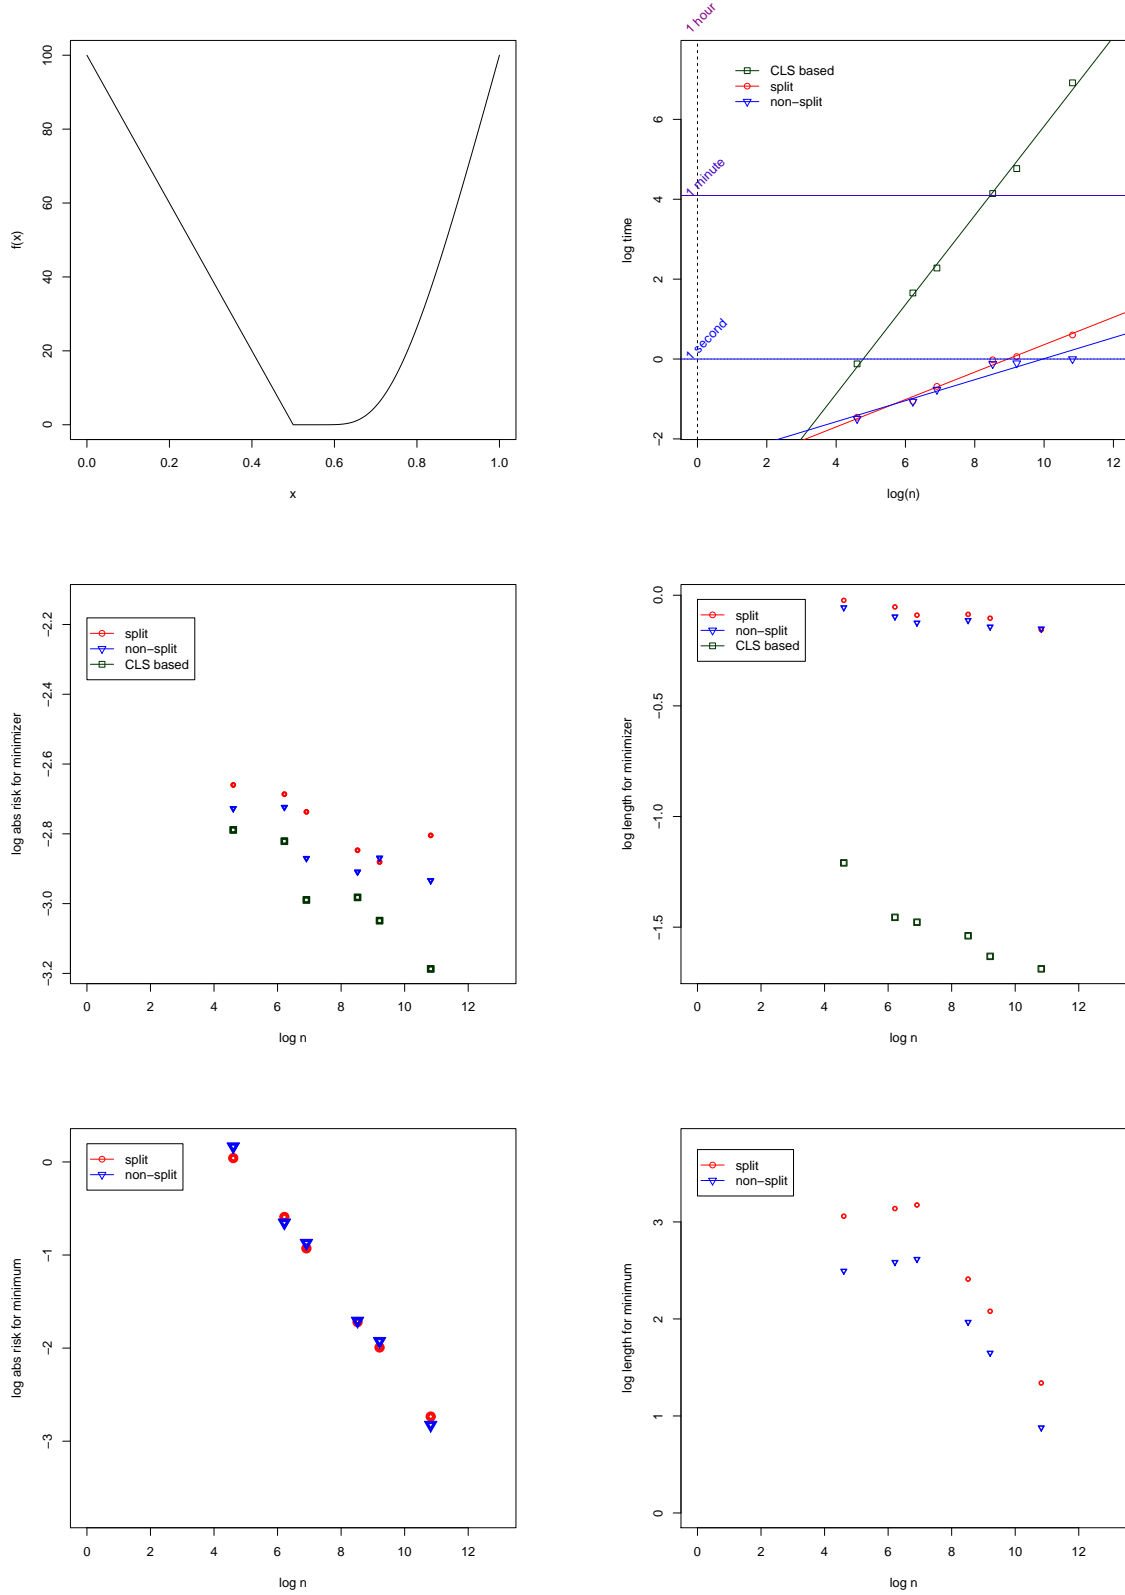 f(x)
100
80
60
40
20
0
0.0 0.2 0.4 0.6 0.8 1.0
x
1 hour
CLS based
split
non−split
1 minute
1 second
log time
6
4
2
0
−2
0 2 4 6 8 10 12
log(n)
split
non−split
CLS based
log abs risk for minimizer
−2.2
−2.4
−2.6
−2.8
−3.0
−3.2
0 2 4 6 8 10 12
log n
split
non−split
CLS based
log length for minimizer
0.0
−0.5
−1.0
−1.5
0 2 4 6 8 10 12
log n
split
non−split
log abs risk for minimum
0
−1
−2
−3
0 2 4 6 8 10 12
log n
split
non−split
log length for minimum
3
2
1
0
0 2 4 6 8 10 12
log n